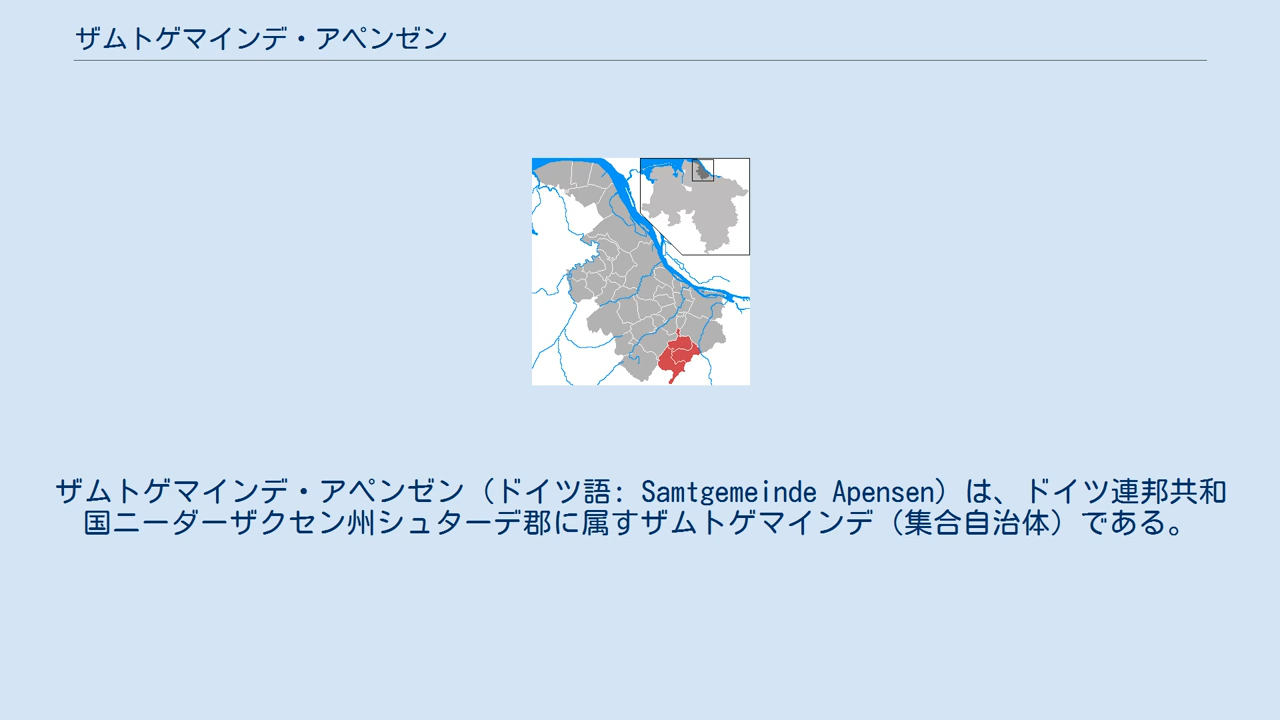 ザムトゲマインデ・アペンゼン
ザムトゲマインデ・アペンゼン（ドイツ語: Samtgemeinde Apensen）は、ドイツ連邦共和
国ニーダーザクセン州シュターデ郡に属すザムトゲマインデ（集合自治体）である。